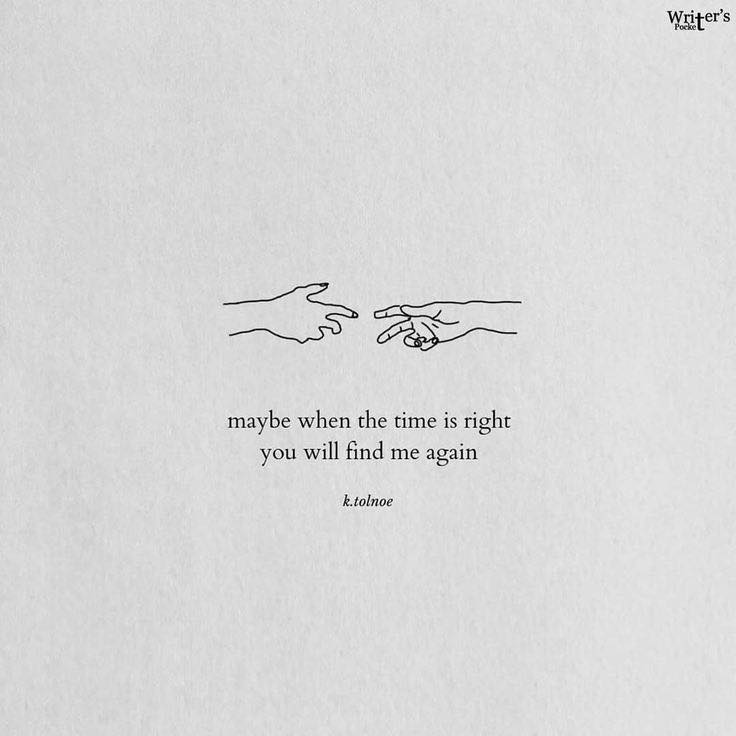 Writer's
Pocket
maybe when the time is right
you will find me again
k.tolnoe